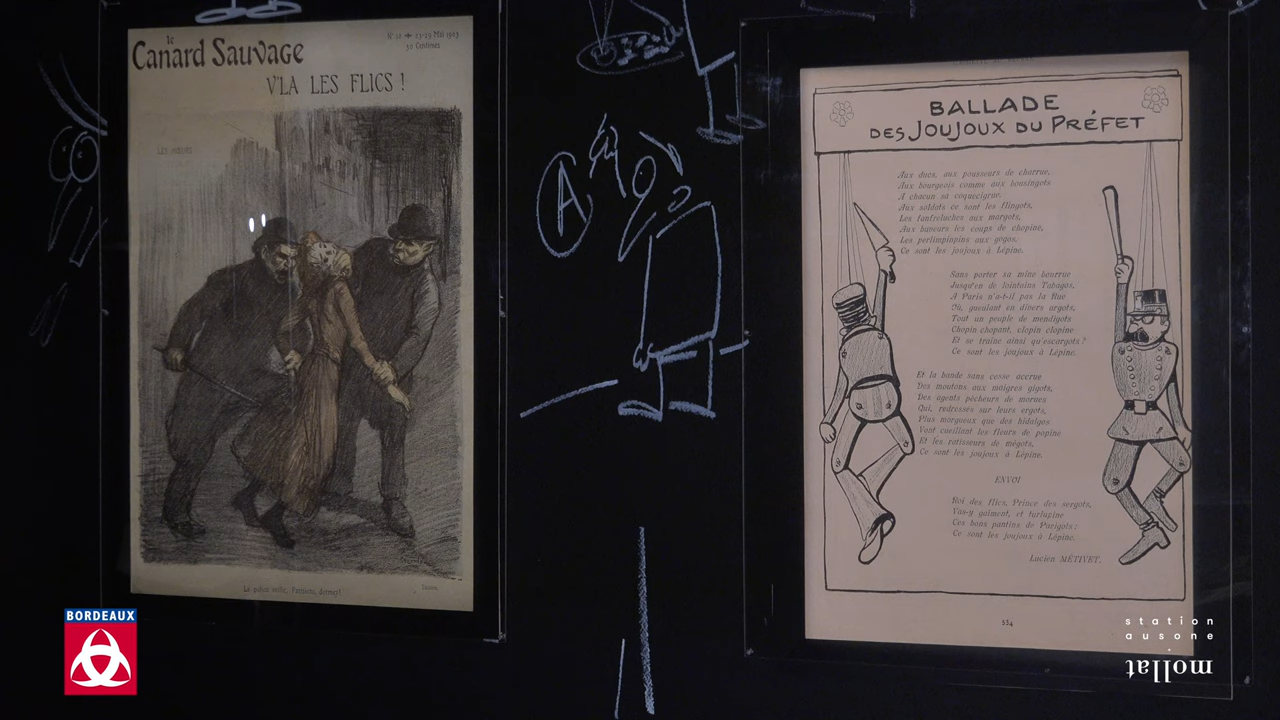 le
Canard Sauvage
N° 10 23-29 Mai 1903
30 Centimes
V'LA LES FLICS !
LES MŒURS
La police veille, Parisiens, dormez!
A
BALLADE
DES JOUJOUX DU PRÉFET
Aux ducs, aux pousseurs de charrue,
Aux bourgeois comme aux bousingots
A chacun sa coquecigrue.
Aux soldats ce sont les flingots,
Les fanfreluches aux margots,
Aux buveurs les coups de chopine,
Les perlimpinpins aux gogos.
Ce sont les joujoux à Lépine.
Sans porter sa mine bourrue
Jusqu'en de lointains Tabagos,
A Paris n'a-t-il pas la Rue
Où, gueulant en divers argots,
Tout un peuple de mendigots
Chopin chopant, clopin clopine
Et se traîne ainsi qu'escargots?
Ce sont les joujoux à Lépine.
Et la bande sans cesse accrue
Des moutons aux maigres gigots,
Des agents pêcheurs de morues
Qui, redressés sur leurs ergots,
Plus morgueux que des hidalgos
Vont cueillant les fleurs de popine
Et les ratisseurs de mégots,
Ce sont les joujoux à Lépine.
ENVOI
Roi des flics, Prince des sergots,
Vas-y gaîment, et turlupine
Ces bons pantins de Parigots:
Ce sont les joujoux à Lépine.
Lucien MÉTIVET.
554
BORDEAUX
station
ausone
mollat